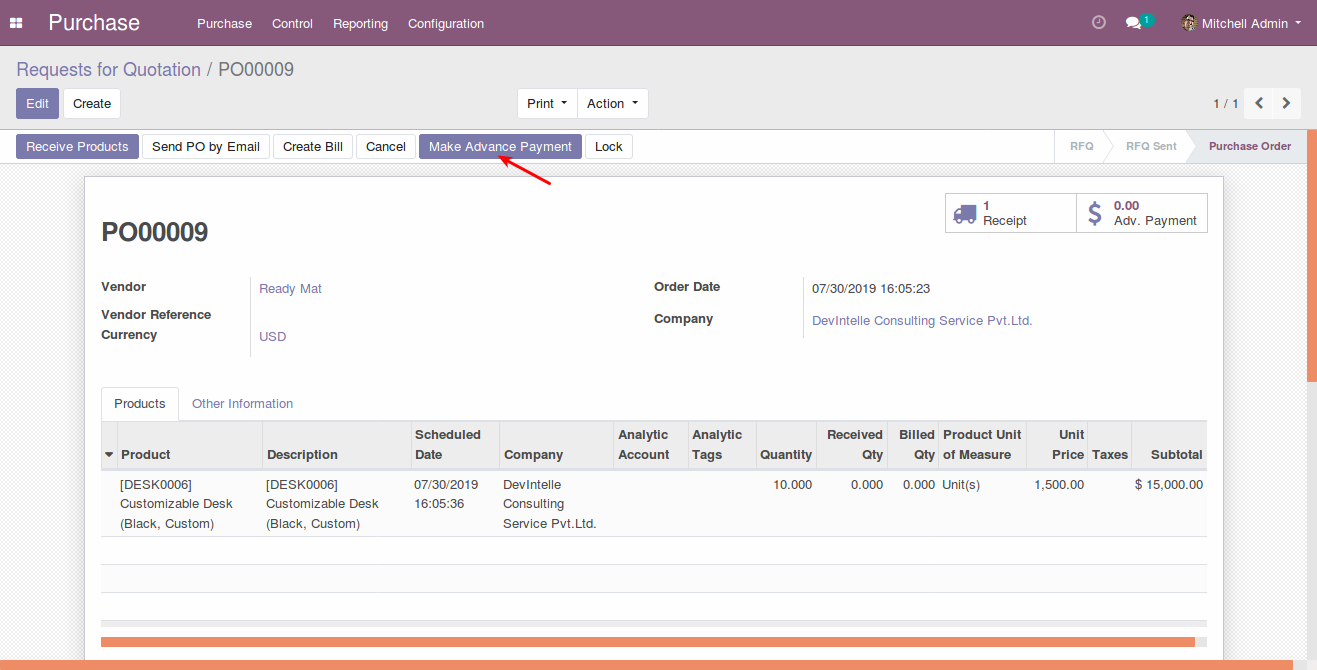 Purchase Purchase Control Reporting Configuration 1 Mitchell Admin
Requests for Quotation / PO00009
Edit Create Print Action 1 / 1
Receive Products Send PO by Email Create Bill Cancel Make Advance Payment Lock RFQ RFQ Sent Purchase Order
1 0.00
Receipt Adv. Payment
PO00009
Vendor Ready Mat Order Date 07/30/2019 16:05:23
Vendor Reference Company DevIntelle Consulting Service Pvt.Ltd.
Currency USD
Products Other Information
Scheduled Analytic Analytic Received Billed Product Unit Unit
Product Description Date Company Account Tags Quantity Qty Qty of Measure Price Taxes Subtotal
[DESK0006] [DESK0006] 07/30/2019 DevIntelle 10.000 0.000 0.000 Unit(s) 1,500.00 $ 15,000.00
Customizable Desk Customizable Desk 16:05:36 Consulting
(Black, Custom) (Black, Custom) Service Pvt.Ltd.